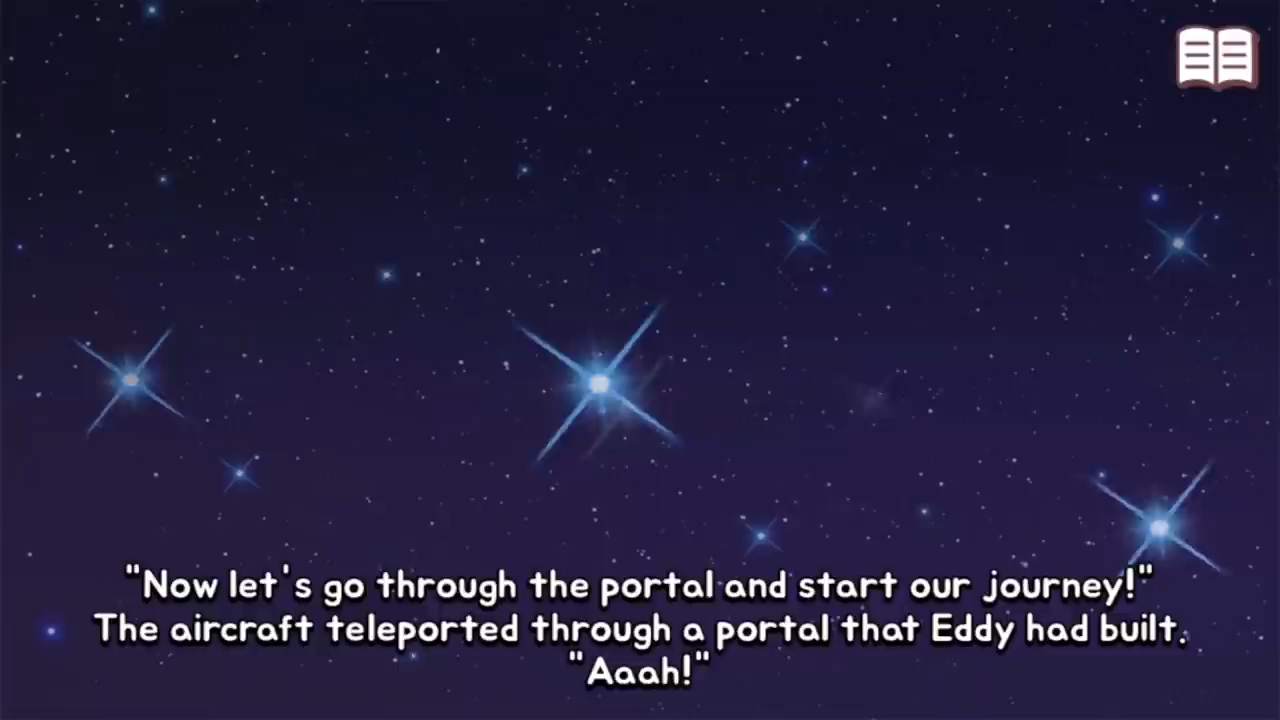 "Now let's go through the portal and start our journey!"
The aircraft teleported through a portal that Eddy had built.
"Aaah!"